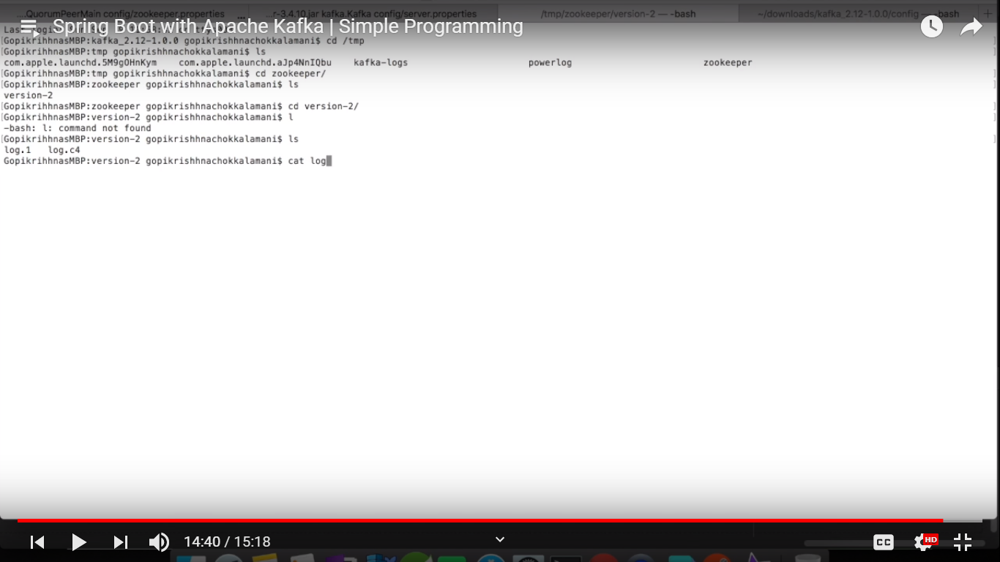 ....QuorumPeerMain config/zookeeper.properties ... ...r-3.4.10.jar kafka.Kafka config/server.properties /tmp/zookeeper/version-2 — -bash ~/downloads/kafka_2.12-1.0.0/config — -bash +
Spring Boot with Apache Kafka | Simple Programming
GopikrihhnasMBP:kafka_2.12-1.0.0 gopikrishhnachokkalamani$ cd /tmp
GopikrihhnasMBP:tmp gopikrishhnachokkalamani$ ls
com.apple.launchd.5M9gOHnKym com.apple.launchd.aJp4NnIQbu kafka-logs powerlog zookeeper
GopikrihhnasMBP:tmp gopikrishhnachokkalamani$ cd zookeeper/
GopikrihhnasMBP:zookeeper gopikrishhnachokkalamani$ ls
version-2
GopikrihhnasMBP:zookeeper gopikrishhnachokkalamani$ cd version-2/
GopikrihhnasMBP:version-2 gopikrishhnachokkalamani$ l
-bash: l: command not found
GopikrihhnasMBP:version-2 gopikrishhnachokkalamani$ ls
log.1 log.c4
GopikrihhnasMBP:version-2 gopikrishhnachokkalamani$ cat log
14:40 / 15:18
CC
HD